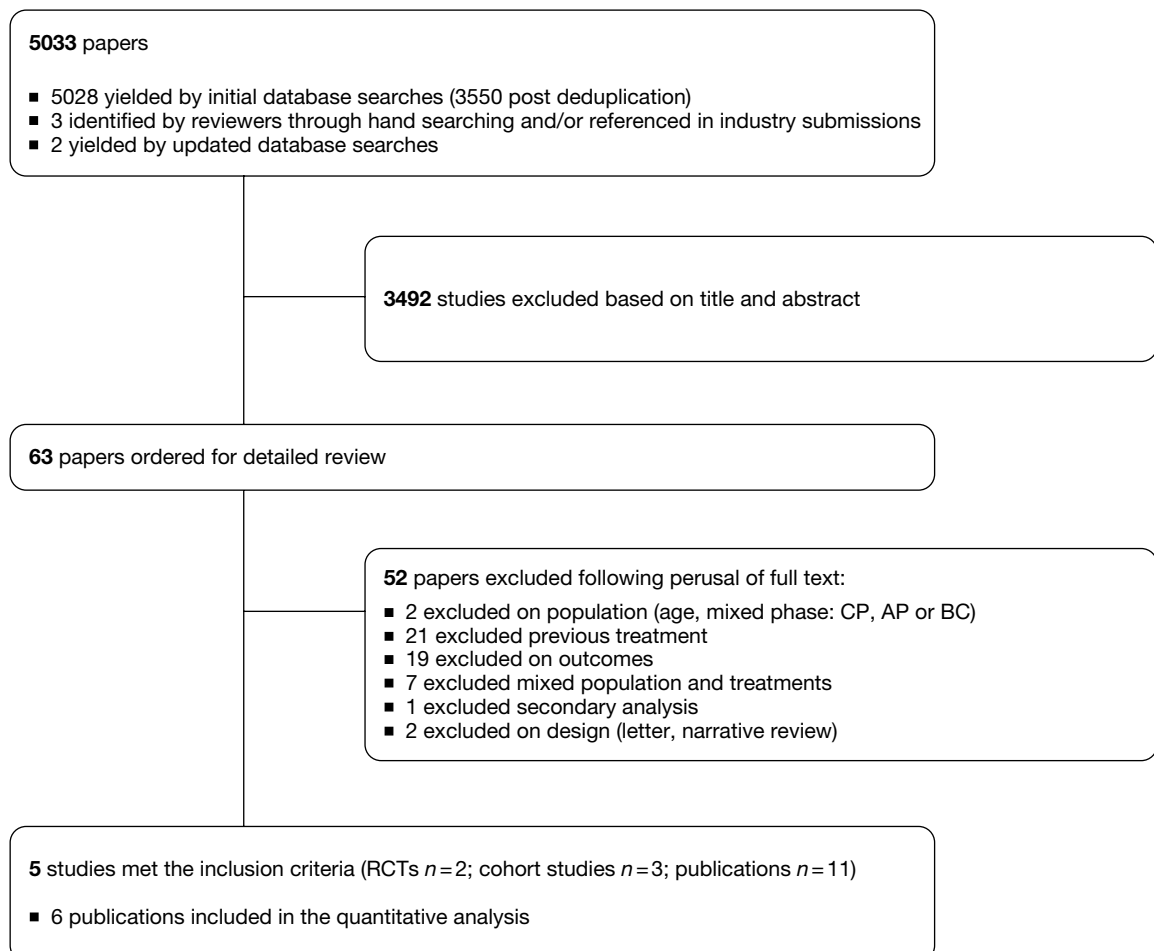 5033 papers
▪ 5028 yielded by initial database searches (3550 post deduplication)
▪ 3 identified by reviewers through hand searching and/or referenced in industry submissions
▪ 2 yielded by updated database searches
3492 studies excluded based on title and abstract
63 papers ordered for detailed review
52 papers excluded following perusal of full text:
▪ 2 excluded on population (age, mixed phase: CP, AP or BC)
▪ 21 excluded previous treatment
▪ 19 excluded on outcomes
▪ 7 excluded mixed population and treatments
▪ 1 excluded secondary analysis
▪ 2 excluded on design (letter, narrative review)
5 studies met the inclusion criteria (RCTs n=2; cohort studies n=3; publications n=11)
▪ 6 publications included in the quantitative analysis